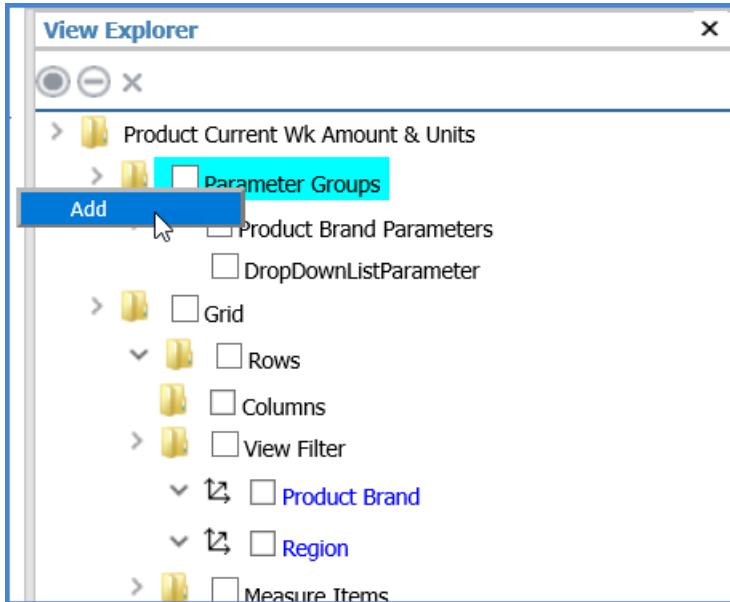 View Explorer
Product Current Wk Amount & Units
Parameter Groups
Add
Product Brand Parameters
DropDownListParameter
Grid
Rows
Columns
View Filter
Product Brand
Region
Measure Items